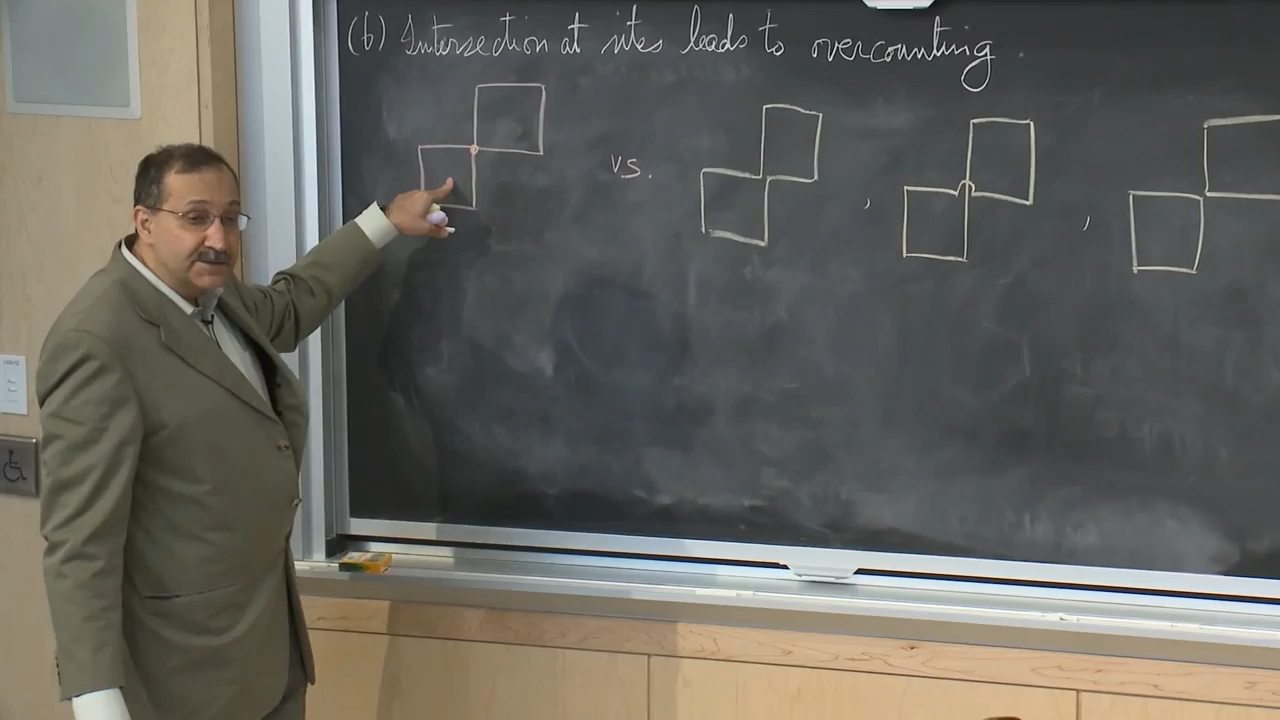 (b) Intersection at sites leads to overcounting
vs. , ,